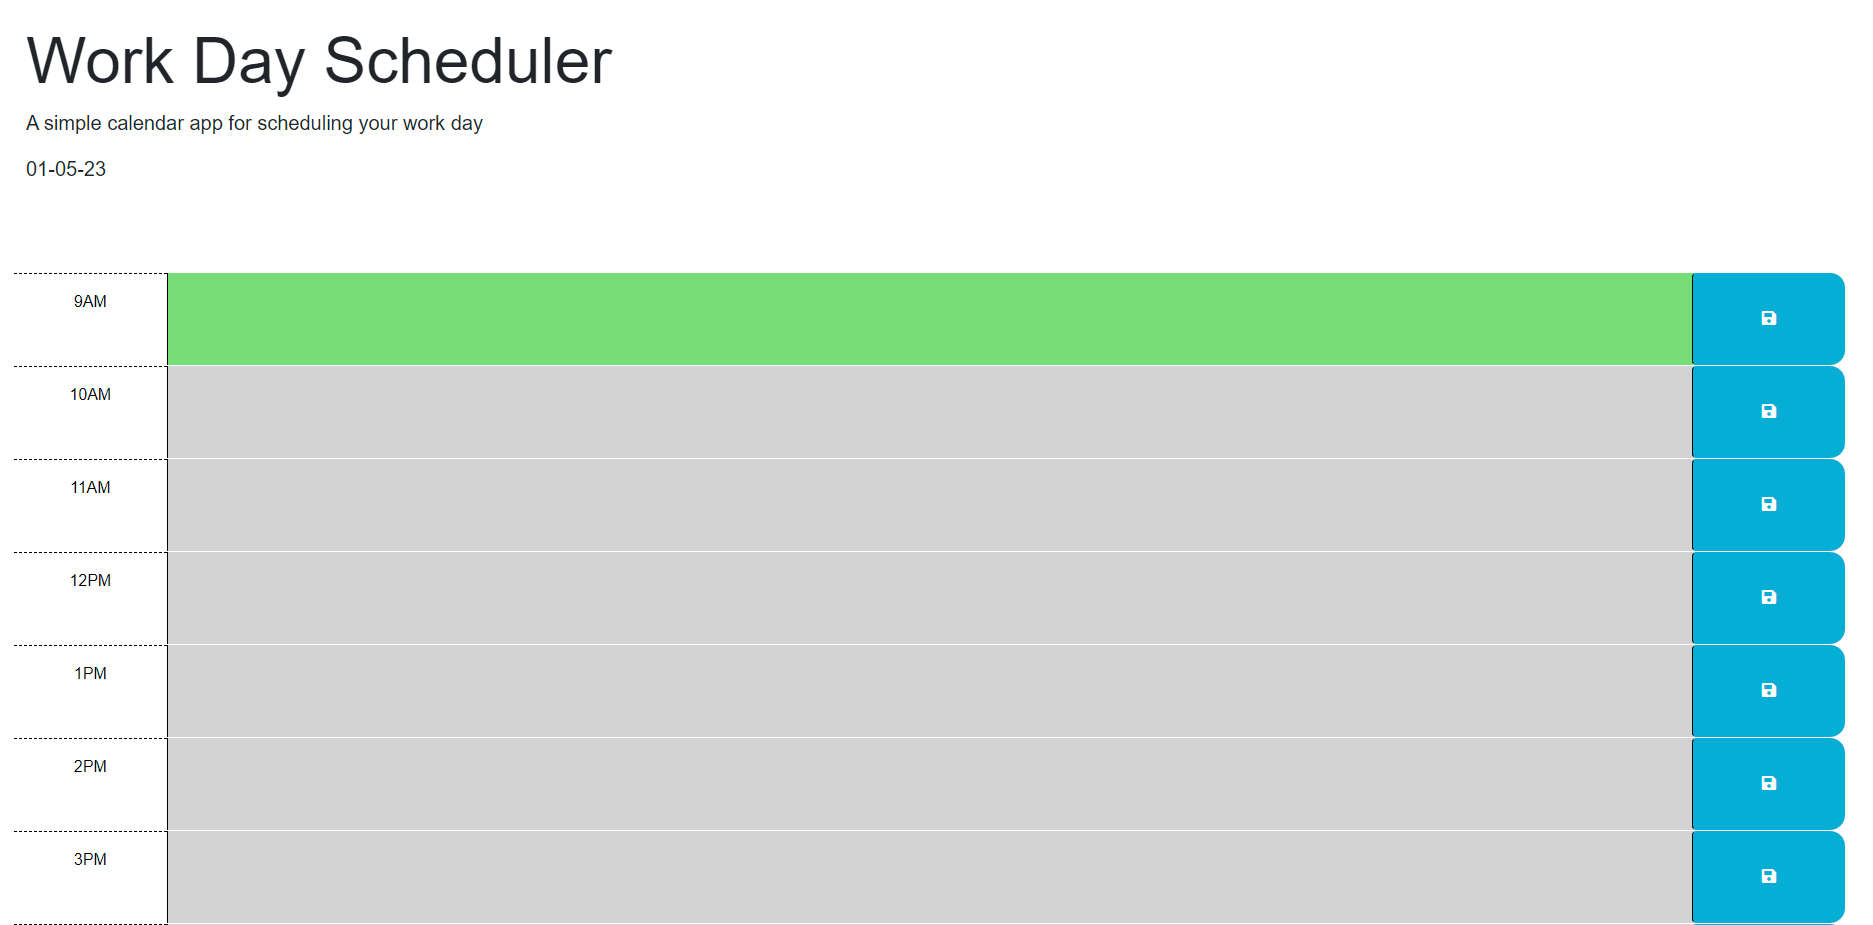 Work Day Scheduler
A simple calendar app for scheduling your work day
01-05-23
9AM
10AM
11AM
12PM
1PM
2PM
3PM